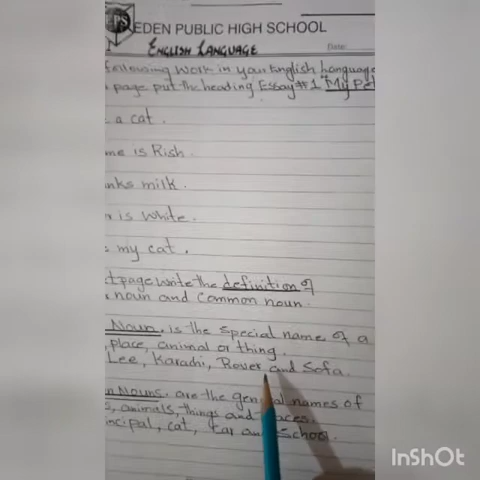 EDEN PUBLIC HIGH SCHOOL
ENGLISH LANGUAGE
Date:
following work in your English Language
page put the heading Essay #1 "My Pet
a cat.
me is Rish.
nks milk.
is white.
my cat.
page write the definition of
noun and common noun.
Noun, is the special name of a
place, animal or thing.
Lee, Karachi, Rover and Sofa.
Nouns, are the general names of
animals, things and places.
ncipal, cat, car and School.
InShOt